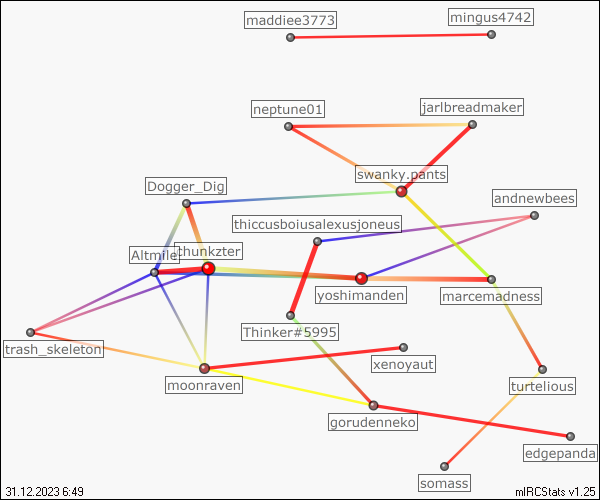 maddiee3773
mingus4742
neptune01
jarlbreadmaker
swanky.pants
Dogger_Dig
andnewbees
thiccusboiusalexusjoneus
Altmile
chunkzter
yoshimanden
marcemadness
Thinker#5995
trash_skeleton
xenoyaut
moonraven
turtelious
gorudenneko
edgepanda
somass
31.12.2023 6:49
mIRCStats v1.25